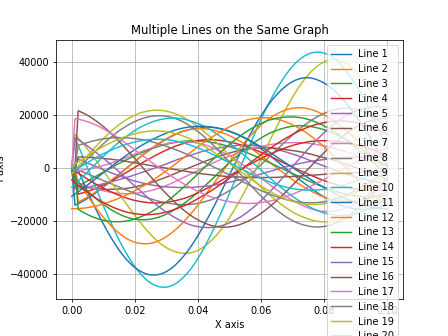 Multiple Lines on the Same Graph
40000
20000
0
−20000
−40000
0.00
0.02
0.04
0.06
X axis
Line 1
Line 2
Line 3
Line 4
Line 5
Line 6
Line 7
Line 8
Line 9
Line 10
Line 11
Line 12
Line 13
Line 14
Line 15
Line 16
Line 17
Line 18
Line 19